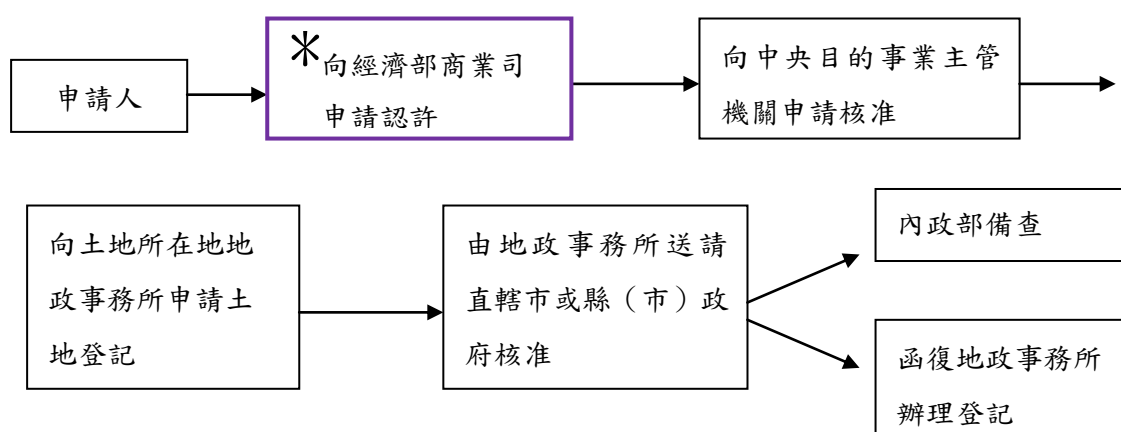 申請人
＊向經濟部商業司
申請認許
向中央目的事業主管
機關申請核准
向土地所在地地
政事務所申請土
地登記
由地政事務所送請
直轄市或縣（市）政
府核准
內政部備查
函復地政事務所
辦理登記